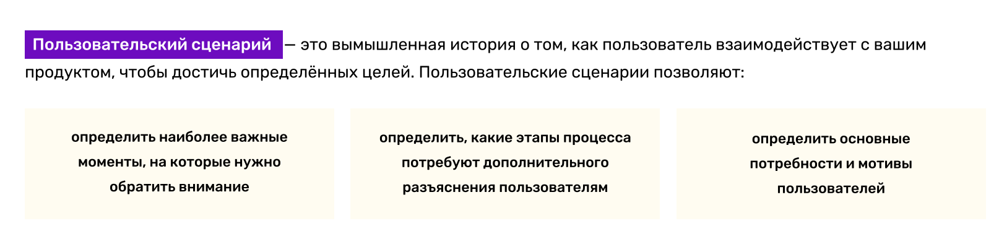 Пользовательский сценарий — это вымышленная история о том, как пользователь взаимодействует с вашим
продуктом, чтобы достичь определённых целей. Пользовательские сценарии позволяют:
определить наиболее важные
моменты, на которые нужно
обратить внимание
определить, какие этапы процесса
потребуют дополнительного
разъяснения пользователям
определить основные
потребности и мотивы
пользователей